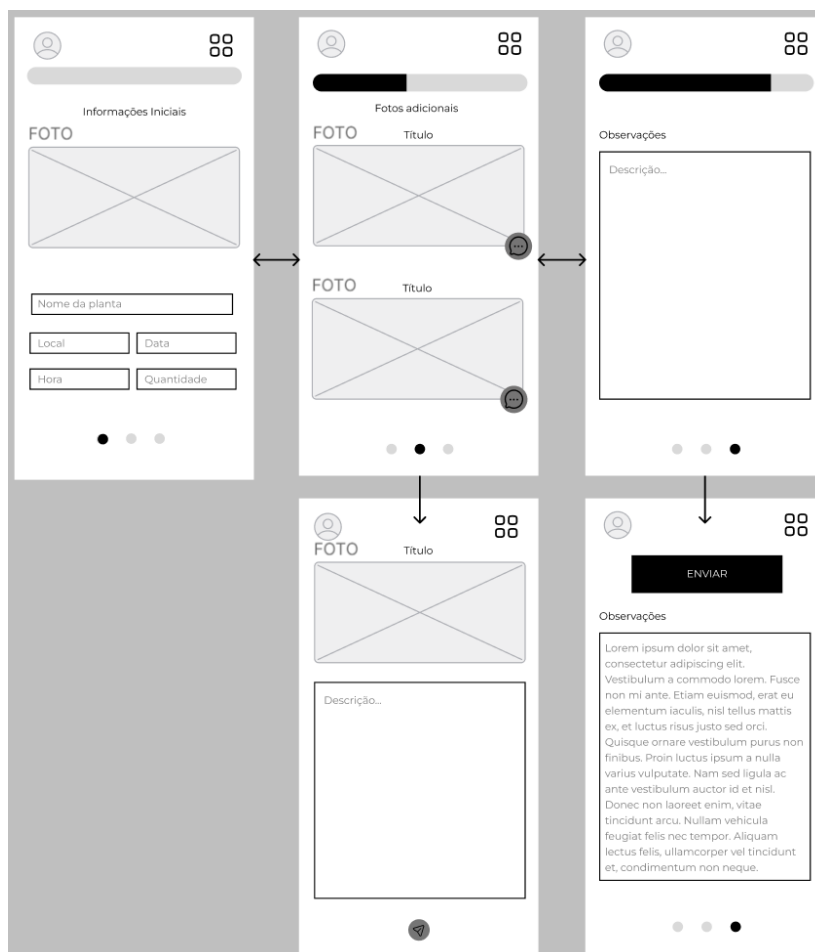 Informações Iniciais
FOTO
Nome da planta
Local
Data
Hora
Quantidade
Fotos adicionais
FOTO
Título
FOTO
Título
Observações
Descrição...
FOTO
Título
Descrição...
ENVIAR
Observações
Lorem ipsum dolor sit amet,
consectetur adipiscing elit.
Vestibulum a commodo lorem. Fusce
non mi ante. Etiam euismod, erat eu
elementum iaculis, nisl tellus mattis
ex, et luctus risus justo sed orci.
Quisque ornare vestibulum purus non
finibus. Proin luctus ipsum a nulla
varius vulputate. Nam sed ligula ac
ante vestibulum auctor id et nisl.
Donec non laoreet enim, vitae
tincidunt arcu. Nullam vehicula
feugiat felis nec tempor. Aliquam
lectus felis, ullamcorper vel tincidunt
et, condimentum non neque.